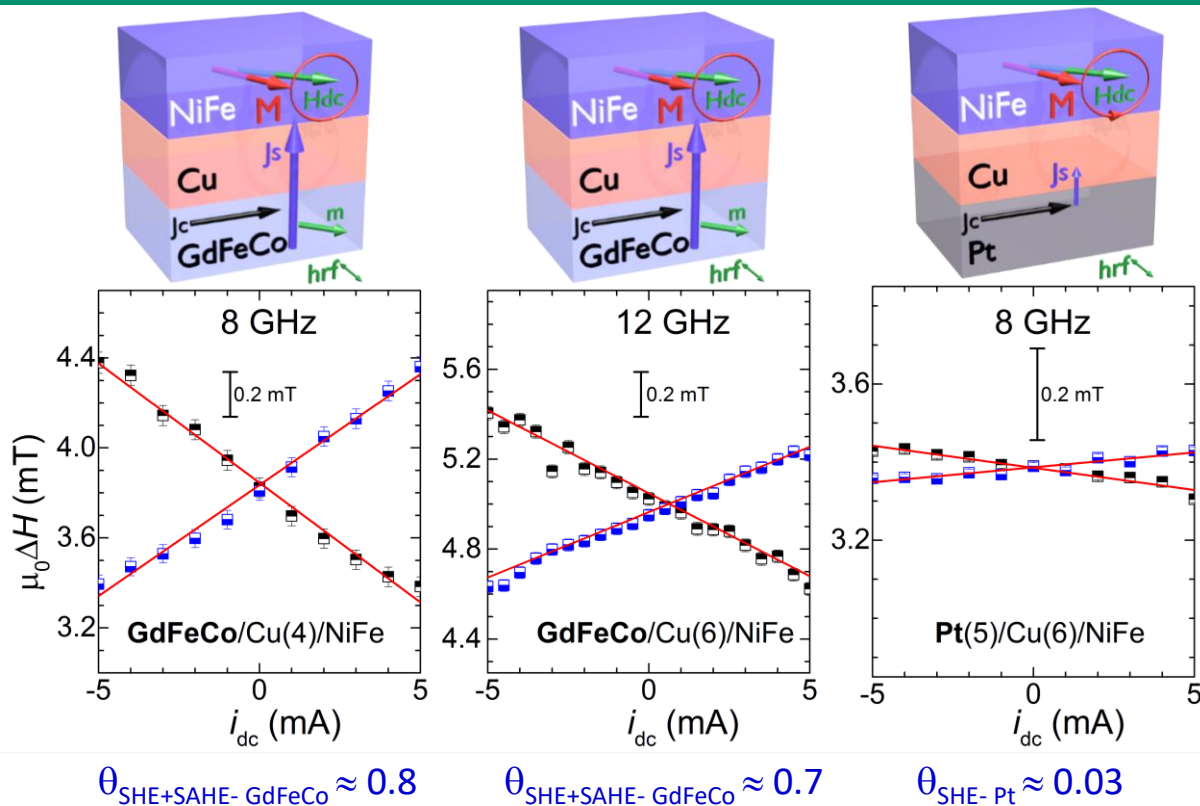 NiFe M Hdc
Js
Cu
Jc
m
GdFeCo
hrf
NiFe M Hdc
Js
Cu
Jc
m
GdFeCo
hrf
NiFe M Hdc
Cu Js
Jc
Pt
hrf
8 GHz
4.4
0.2 mT
4.0
3.6
3.2
μ₀ΔH (mT)
GdFeCo/Cu(4)/NiFe
-5 0 5
i_dc (mA)
12 GHz
5.6
0.2 mT
5.2
4.8
4.4
GdFeCo/Cu(6)/NiFe
-5 0 5
i_dc (mA)
8 GHz
3.6
0.2 mT
3.2
Pt(5)/Cu(6)/NiFe
-5 0 5
i_dc (mA)
θSHE+SAHE- GdFeCo ≈ 0.8
θSHE+SAHE- GdFeCo ≈ 0.7
θSHE- Pt ≈ 0.03